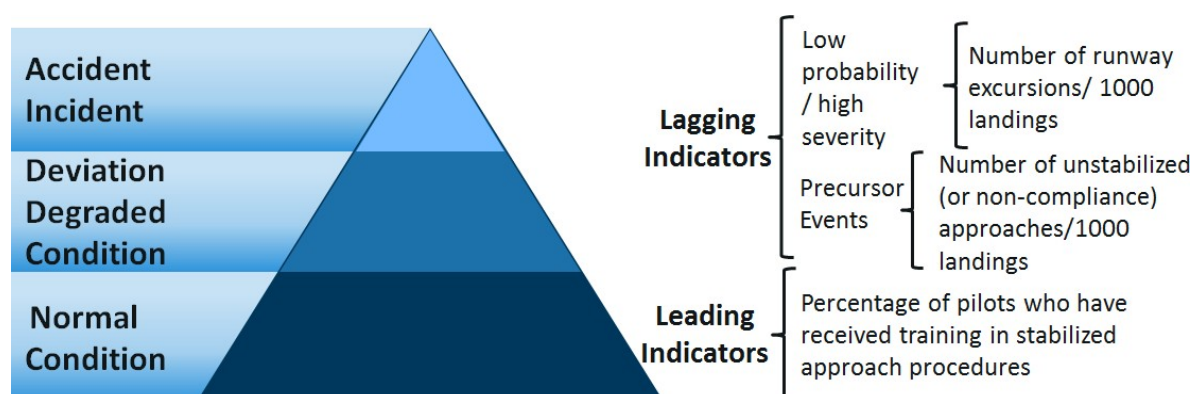 Accident
Incident
Deviation
Degraded
Condition
Normal
Condition
Lagging
Indicators
Low
probability
/ high
severity
Number of runway
excursions/ 1000
landings
Precursor
Events
Number of unstabilized
(or non-compliance)
approaches/1000
landings
Leading
Indicators
Percentage of pilots who have
received training in stabilized
approach procedures